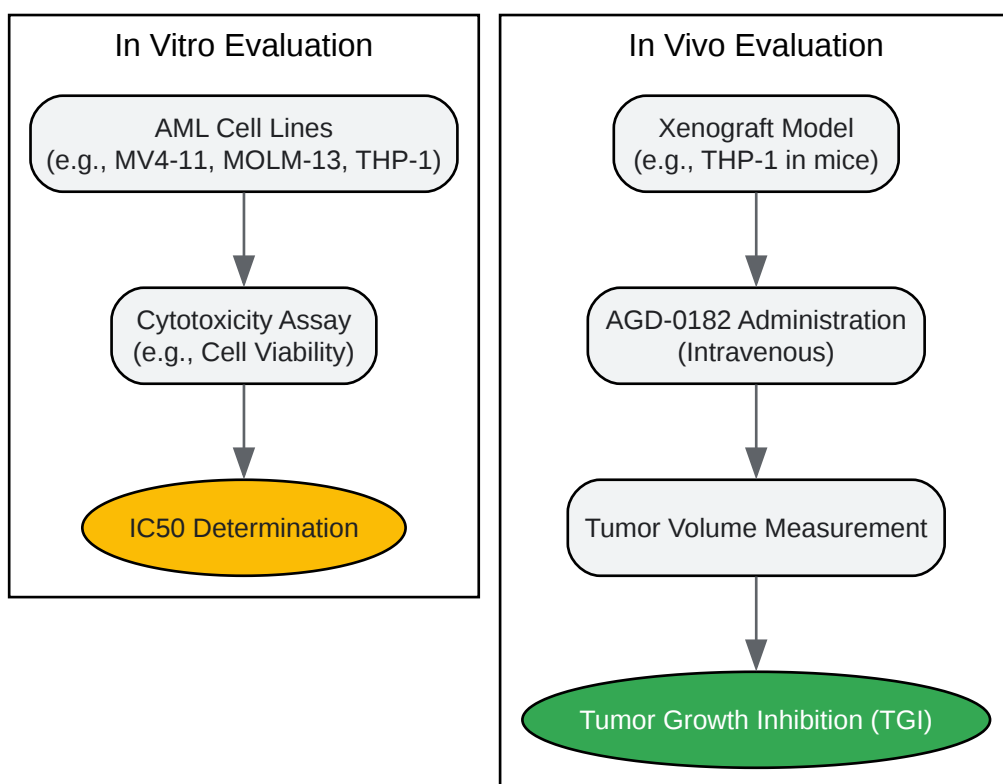 In Vitro Evaluation
AML Cell Lines
(e.g., MV4-11, MOLM-13, THP-1)
Cytotoxicity Assay
(e.g., Cell Viability)
IC50 Determination
In Vivo Evaluation
Xenograft Model
(e.g., THP-1 in mice)
AGD-0182 Administration
(Intravenous)
Tumor Volume Measurement
Tumor Growth Inhibition (TGI)